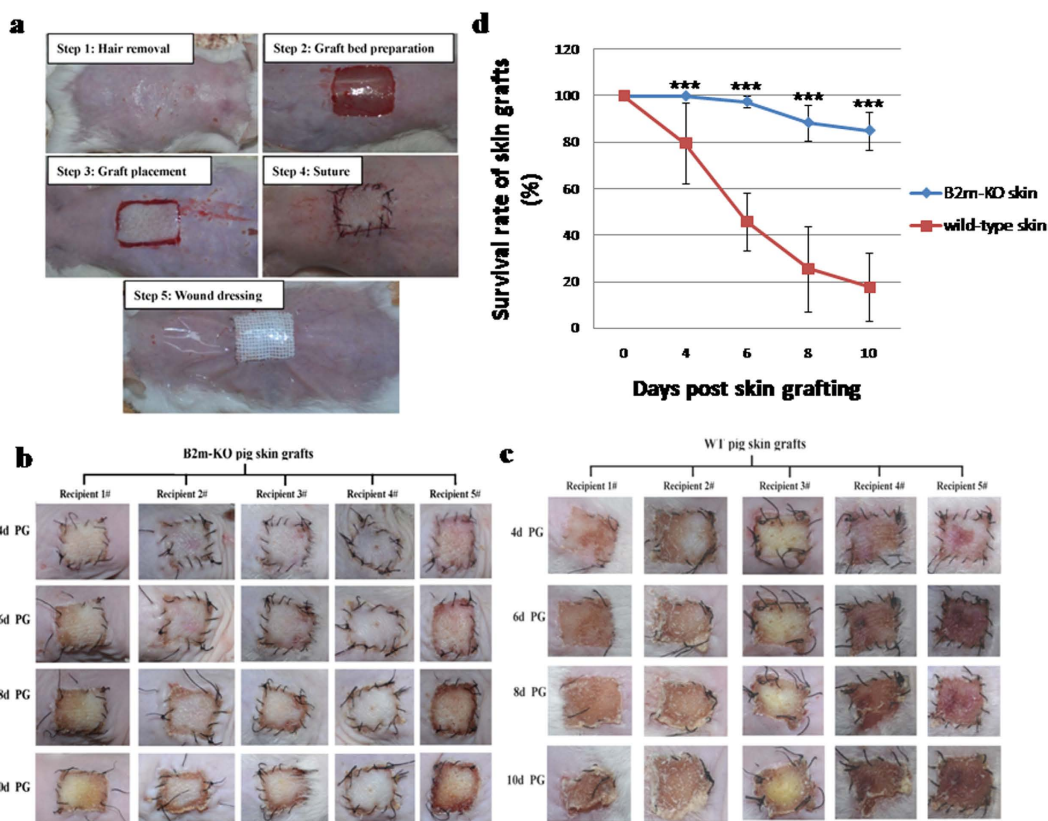 a
Step 1: Hair removal
Step 2: Graft bed preparation
Step 3: Graft placement
Step 4: Suture
Step 5: Wound dressing
d
120
100
80
60
40
20
0
Survival rate of skin grafts
(%)
*** *** *** ***
0 4 6 8 10
Days post skin grafting
B2m-KO skin
wild-type skin
b
B2m-KO pig skin grafts
Recipient 1# Recipient 2# Recipient 3# Recipient 4# Recipient 5#
4d PG
6d PG
8d PG
0d PG
c
WT pig skin grafts
Recipient 1# Recipient 2# Recipient 3# Recipient 4# Recipient 5#
4d PG
6d PG
8d PG
10d PG